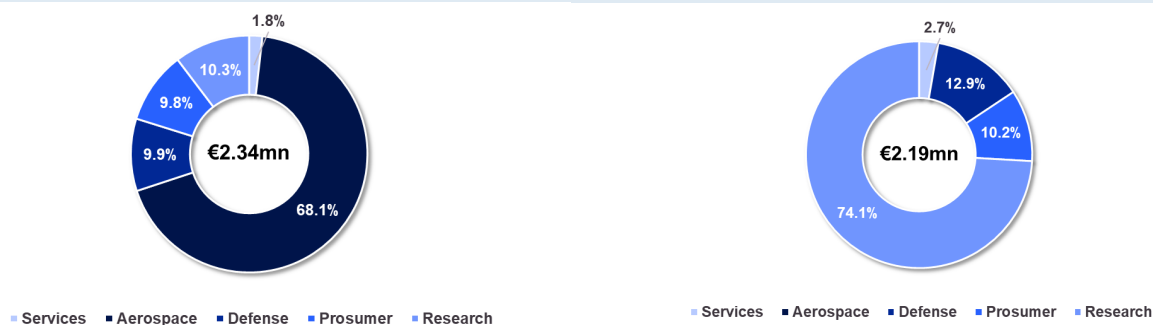 1.8%
10.3%
9.8%
9.9%
€2.34mn
68.1%
Services Aerospace Defense Prosumer Research
2.7%
12.9%
10.2%
€2.19mn
74.1%
Services Aerospace Defense Prosumer Research